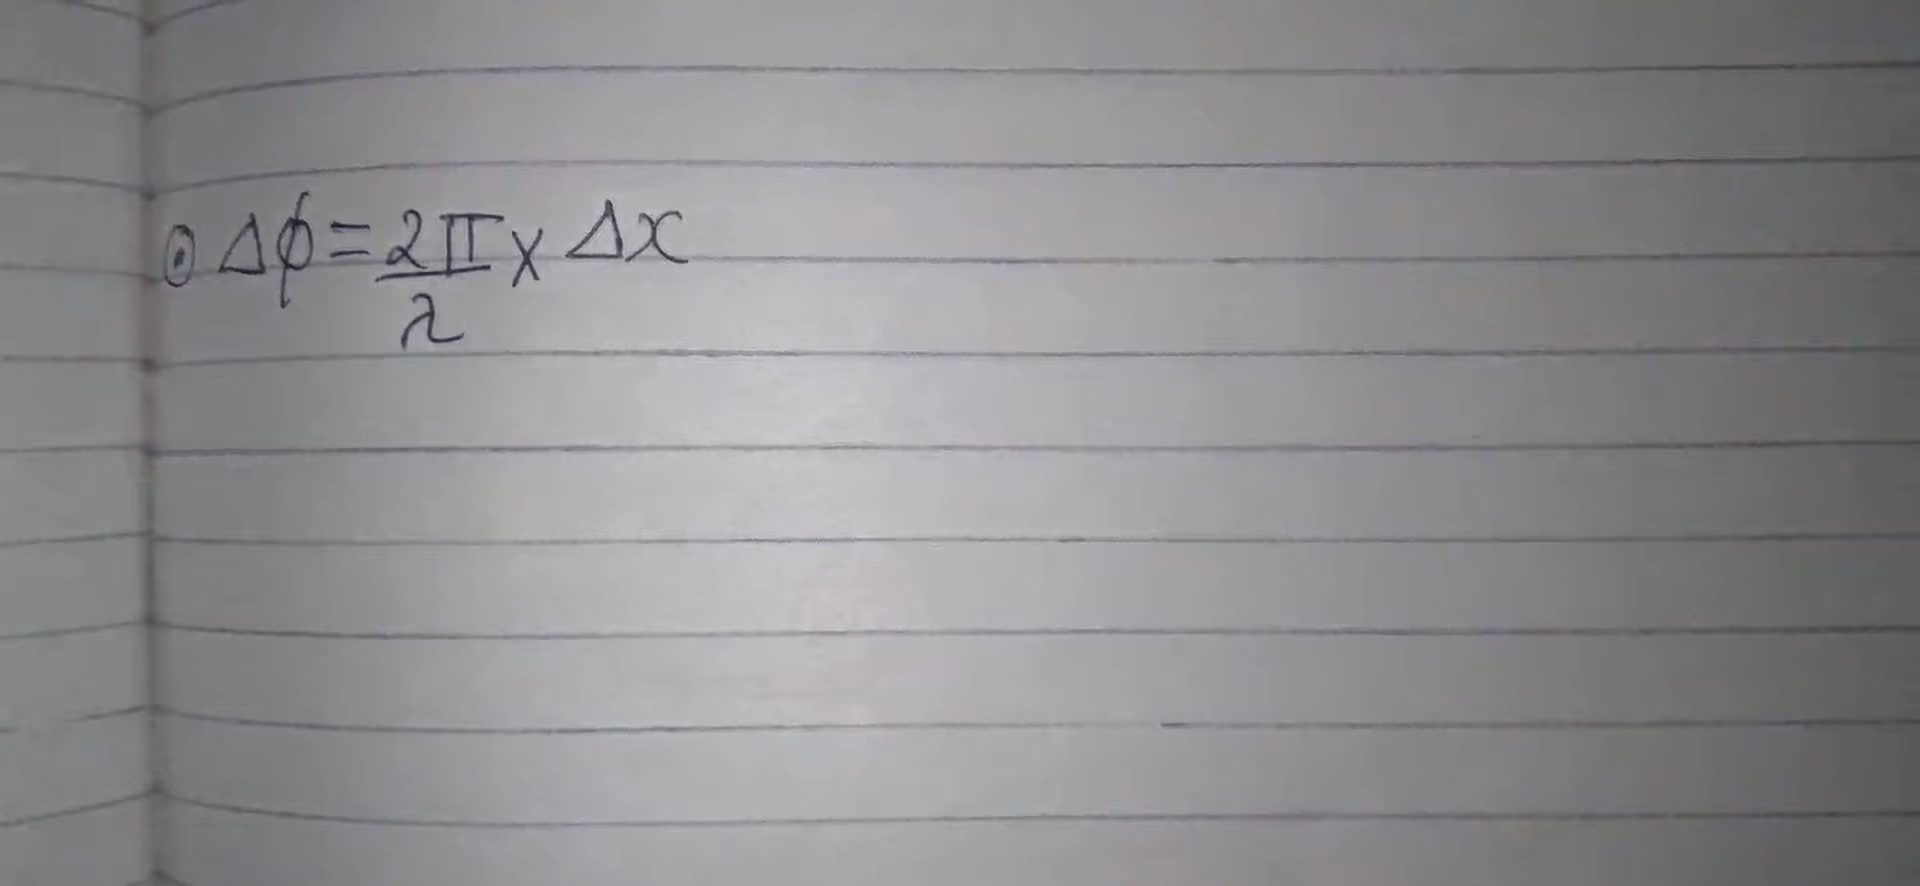 ⊙ Δϕ = 2π/λ × Δx